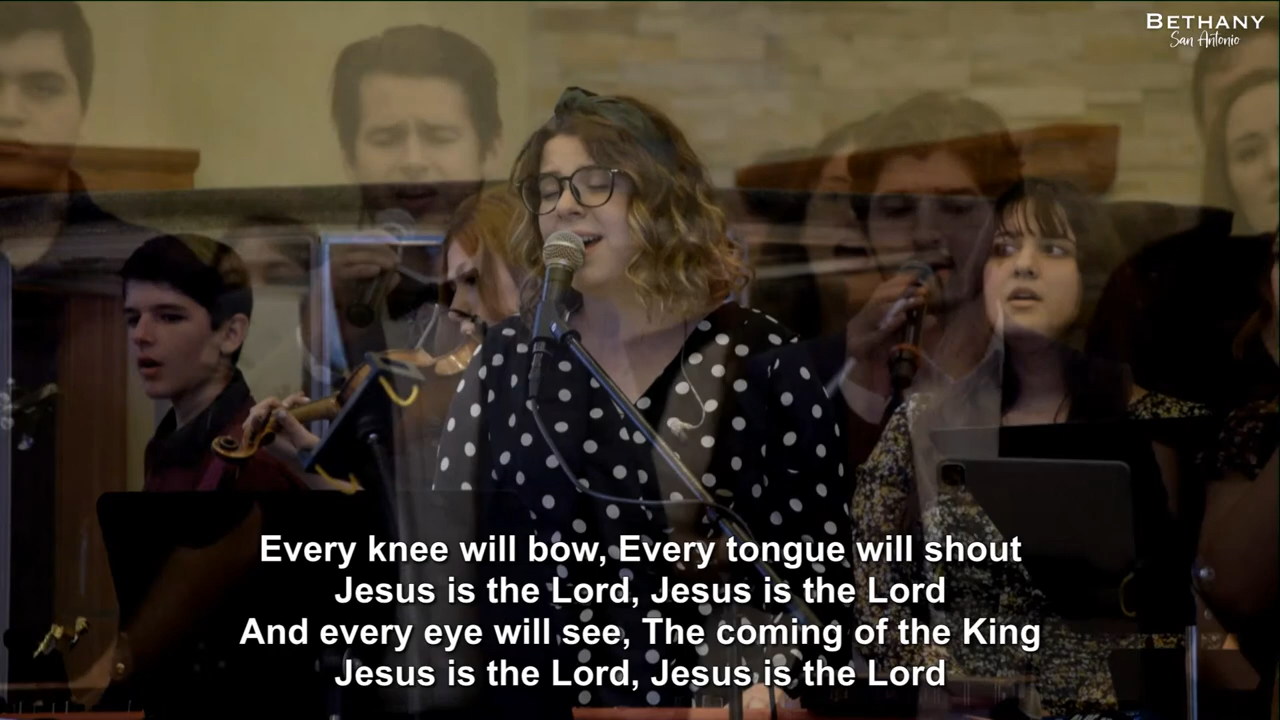 BETHANY
San Antonio
Every knee will bow, Every tongue will shout
Jesus is the Lord, Jesus is the Lord
And every eye will see, The coming of the King
Jesus is the Lord, Jesus is the Lord